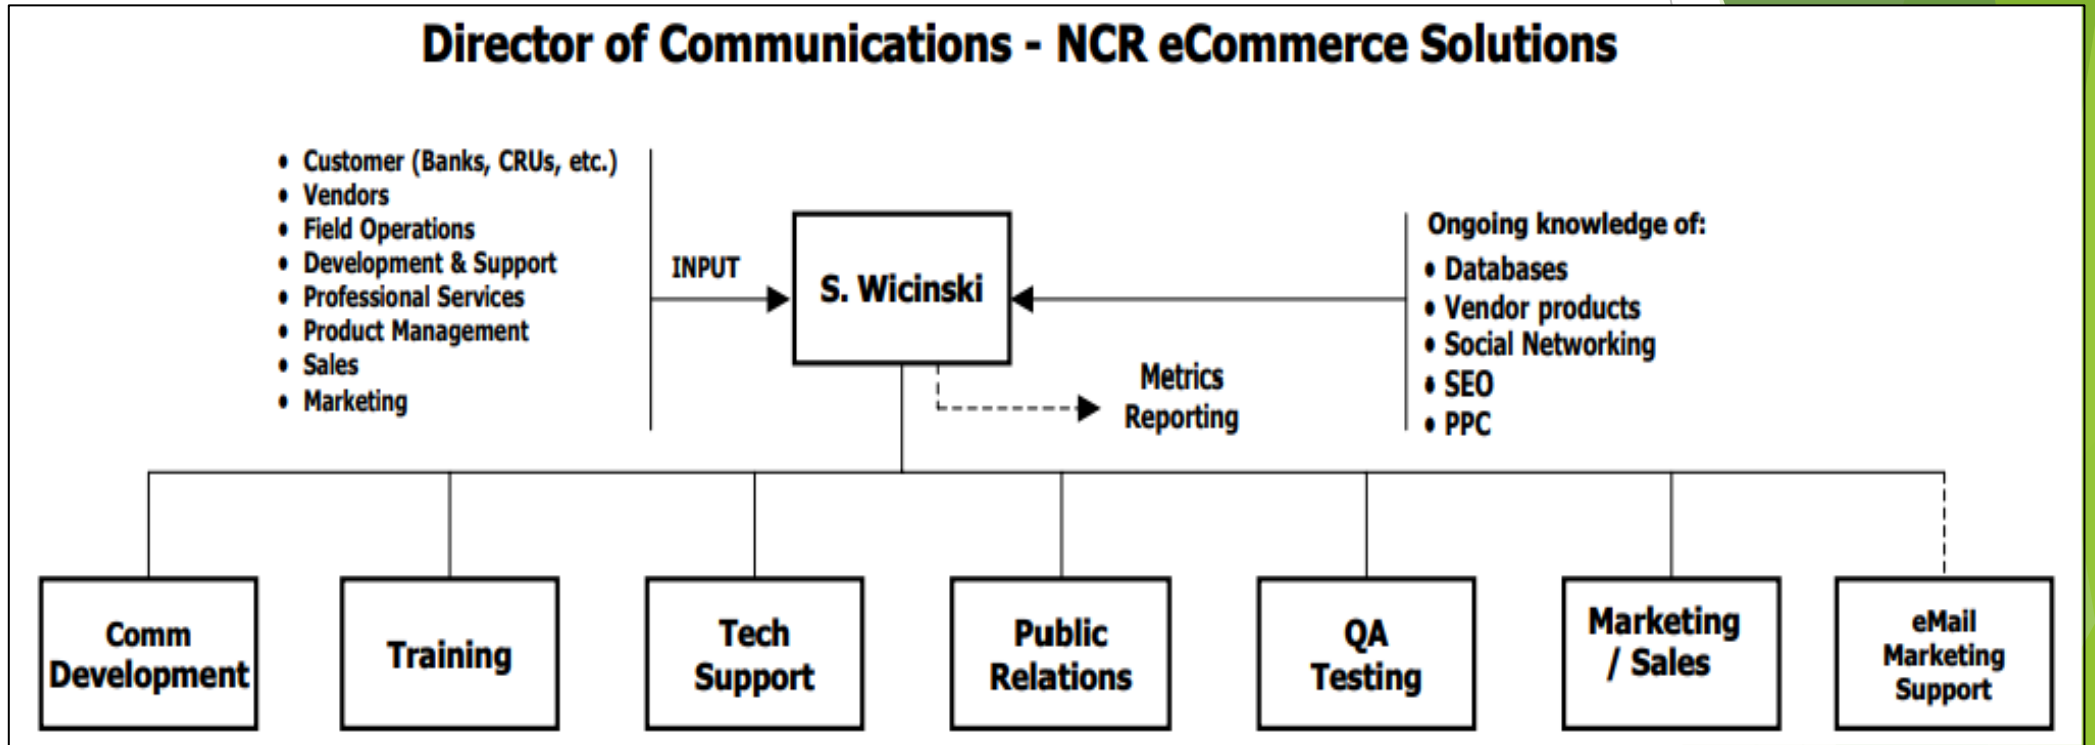 Director of Communications - NCR eCommerce Solutions
• Customer (Banks, CRUs, etc.)
• Vendors
• Field Operations
• Development & Support
• Professional Services
• Product Management
• Sales
• Marketing
INPUT
S. Wicinski
Metrics
Reporting
Ongoing knowledge of:
• Databases
• Vendor products
• Social Networking
• SEO
• PPC
Comm
Development
Training
Tech
Support
Public
Relations
QA
Testing
Marketing
/ Sales
eMail
Marketing
Support